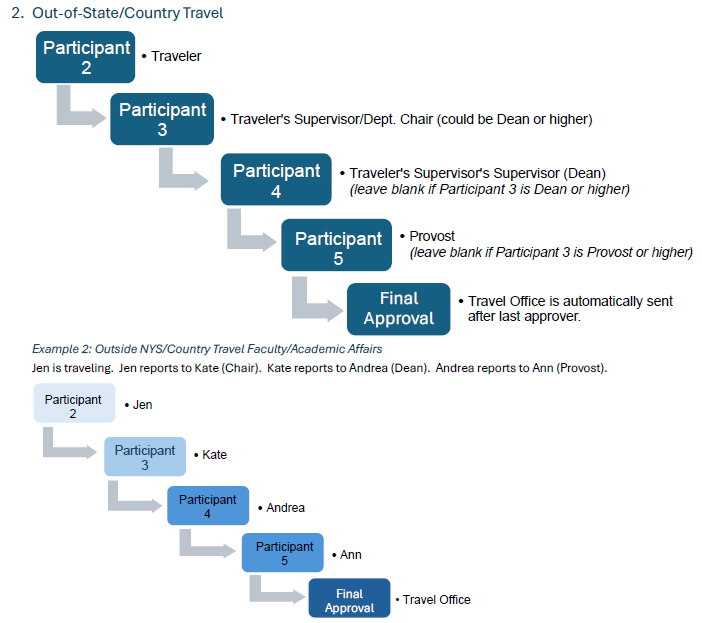 2. Out-of-State/Country Travel
Participant
2
• Traveler
Participant
3
• Traveler's Supervisor/Dept. Chair (could be Dean or higher)
Participant
4
• Traveler's Supervisor's Supervisor (Dean)
(leave blank if Participant 3 is Dean or higher)
Participant
5
• Provost
(leave blank if Participant 3 is Provost or higher)
Final
Approval
• Travel Office is automatically sent
after last approver.
Example 2: Outside NYS/Country Travel Faculty/Academic Affairs
Jen is traveling. Jen reports to Kate (Chair). Kate reports to Andrea (Dean). Andrea reports to Ann (Provost).
Participant
2
• Jen
Participant
3
• Kate
Participant
4
• Andrea
Participant
5
• Ann
Final
Approval
• Travel Office